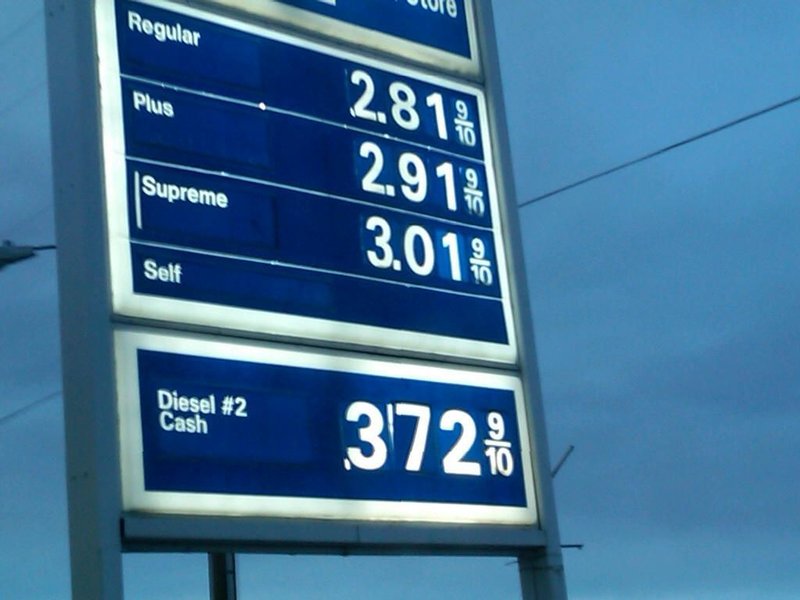 Regular 2.81 9/10
Plus 2.91 9/10
Supreme 3.01 9/10
Self
Diesel #2
Cash
.372 9/10